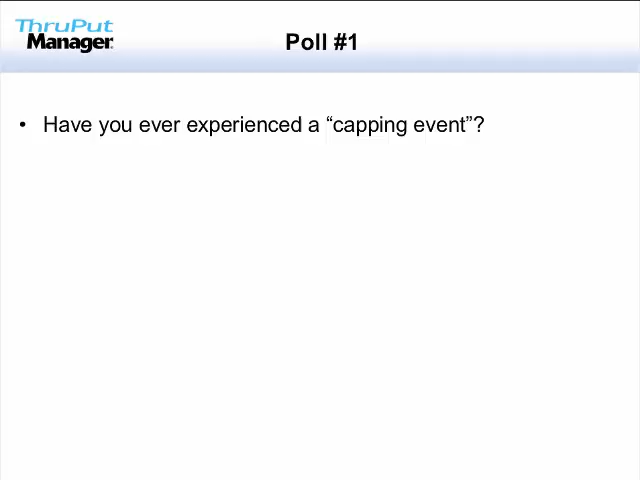 ThruPut
Manager
Poll #1
• Have you ever experienced a “capping event”?